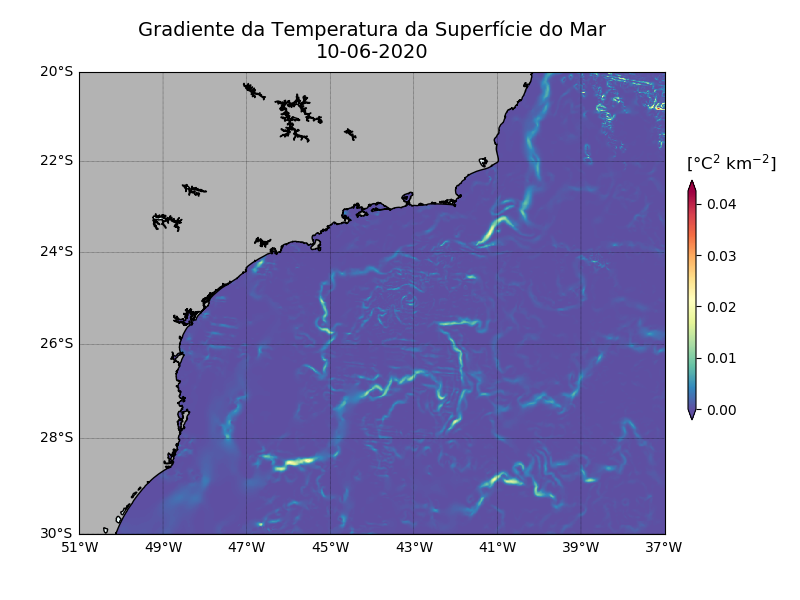 Gradiente da Temperatura da Superfície do Mar
10-06-2020
[°C² km⁻²]
20°S
22°S
24°S
26°S
28°S
30°S
51°W 49°W 47°W 45°W 43°W 41°W 39°W 37°W
0.04
0.03
0.02
0.01
0.00